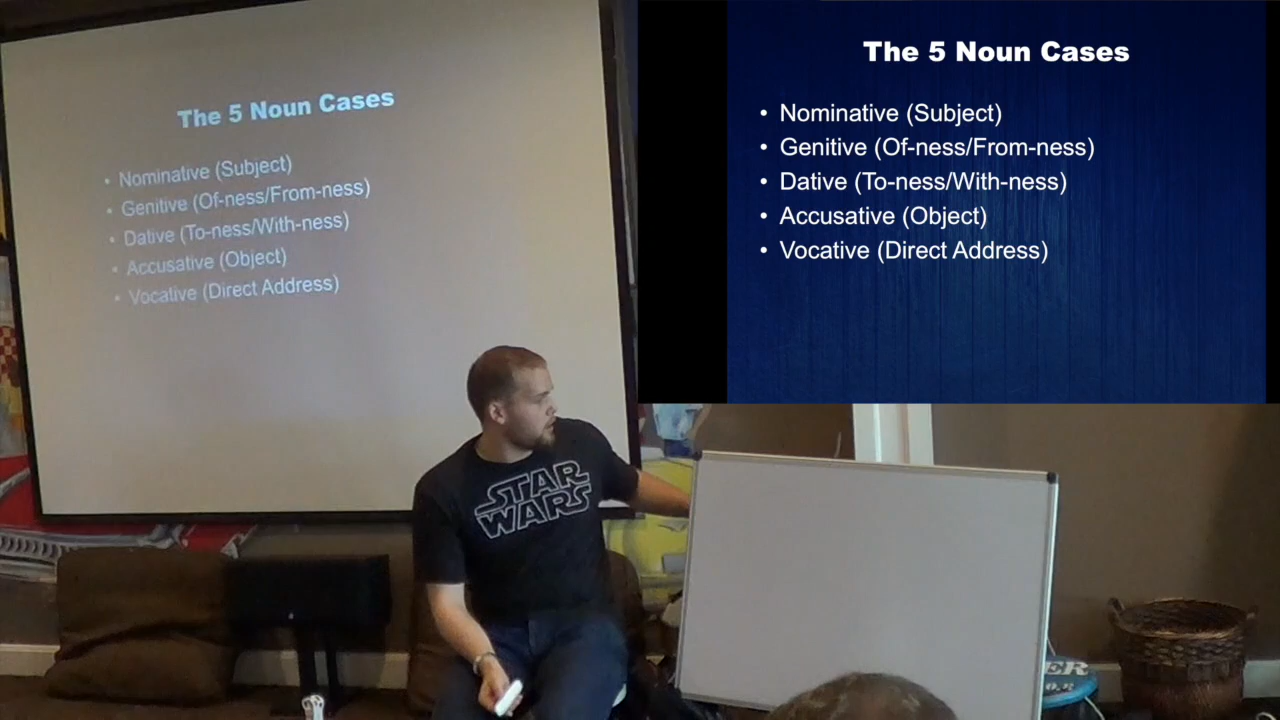 The 5 Noun Cases
• Nominative (Subject)
• Genitive (Of-ness/From-ness)
• Dative (To-ness/With-ness)
• Accusative (Object)
• Vocative (Direct Address)
The 5 Noun Cases
• Nominative (Subject)
• Genitive (Of-ness/From-ness)
• Dative (To-ness/With-ness)
• Accusative (Object)
• Vocative (Direct Address)
STAR
WARS